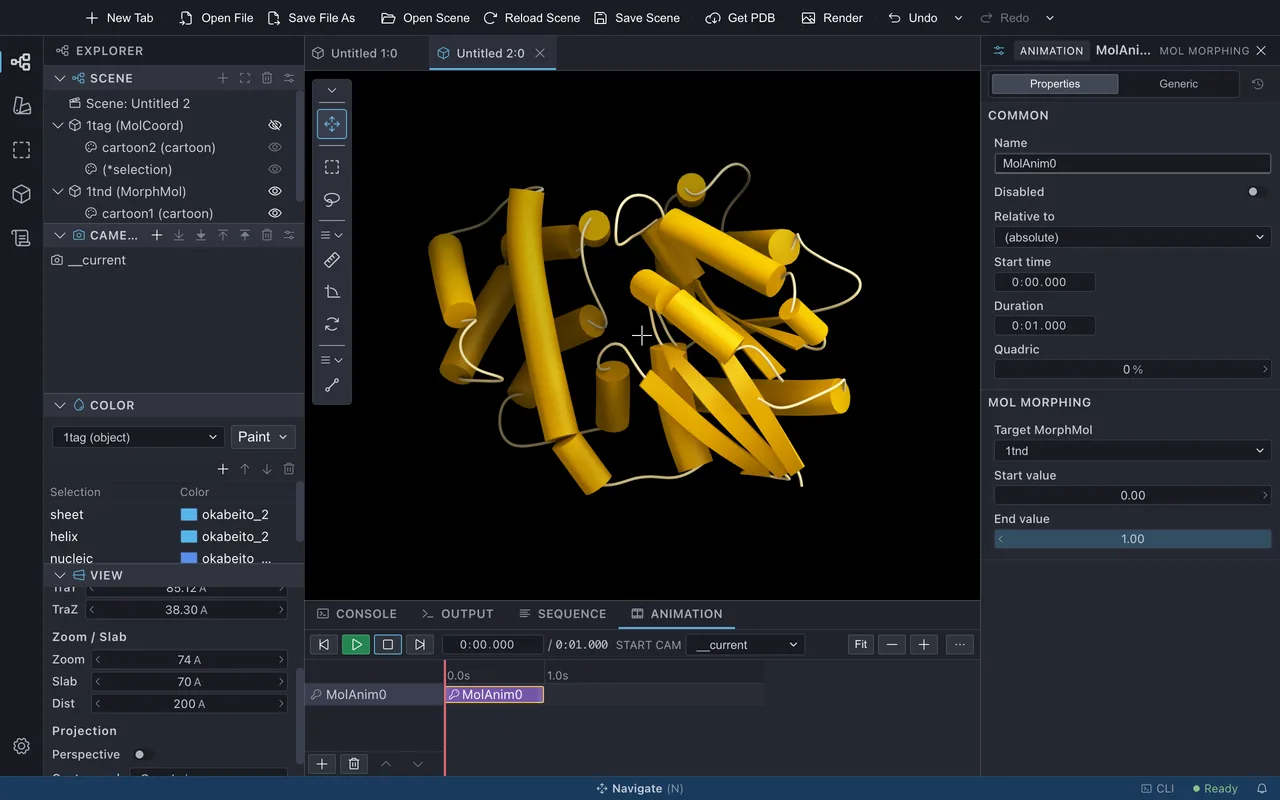 New Tab
Open File
Save File As
Open Scene
Reload Scene
Save Scene
Get PDB
Render
Undo
Redo
EXPLORER
SCENE
Scene: Untitled 2
1tag (MolCoord)
cartoon2 (cartoon)
(*selection)
1tnd (MorphMol)
cartoon1 (cartoon)
CAME...
__current
COLOR
1tag (object)
Paint
Selection Color
sheet okabeito_2
helix okabeito_2
nucleic okabeito_ ...
VIEW
TraY 85.12 A
TraZ 38.30 A
Zoom / Slab
Zoom 74 A
Slab 70 A
Dist 200 A
Projection
Perspective
Untitled 1:0
Untitled 2:0
CONSOLE
OUTPUT
SEQUENCE
ANIMATION
0:00.000 / 0:01.000 START CAM __current Fit
0.0s 1.0s
MolAnim0 MolAnim0
ANIMATION MolAni... MOL MORPHING
Properties Generic
COMMON
Name
MolAnim0
Disabled
Relative to
(absolute)
Start time
0:00.000
Duration
0:01.000
Quadric
0 %
MOL MORPHING
Target MorphMol
1tnd
Start value
0.00
End value
1.00
Navigate (N)
CLI
Ready